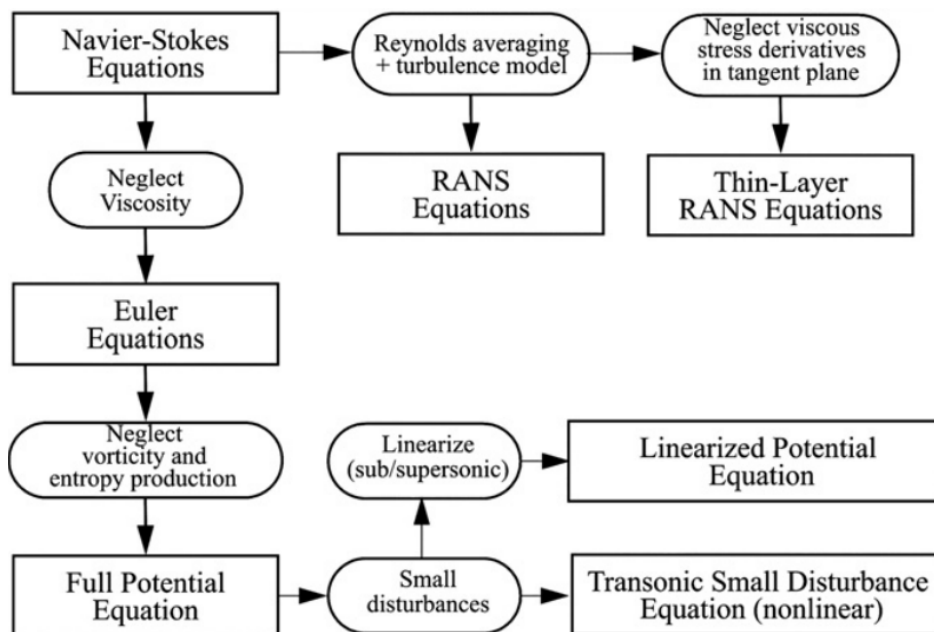 Navier-Stokes
Equations
Reynolds averaging
+ turbulence model
Neglect viscous
stress derivatives
in tangent plane
RANS
Equations
Thin-Layer
RANS Equations
Neglect
Viscosity
Euler
Equations
Neglect
vorticity and
entropy production
Linearize
(sub/supersonic)
Linearized Potential
Equation
Full Potential
Equation
Small
disturbances
Transonic Small Disturbance
Equation (nonlinear)